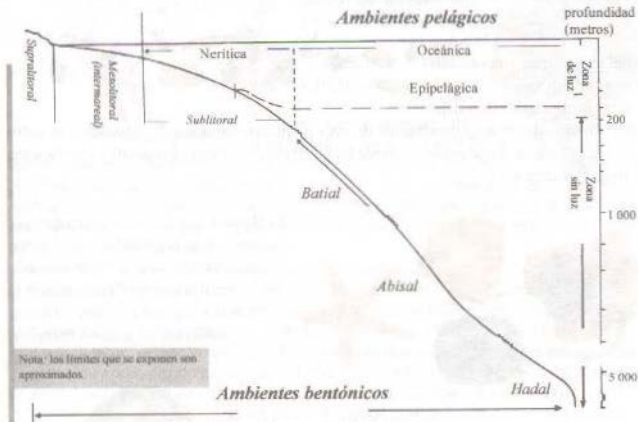 Ambientes pelágicos
profundidad
(metros)
Supralitoral
Mesolitoral
(intermareal)
Nerítica
Oceánica
Epipelágica
Zona
de luz
Sublitoral
200
Batial
Zona
sin luz
1 000
Abisal
Nota: los límites que se exponen son
aproximados.
5 000
Hadal
Ambientes bentónicos